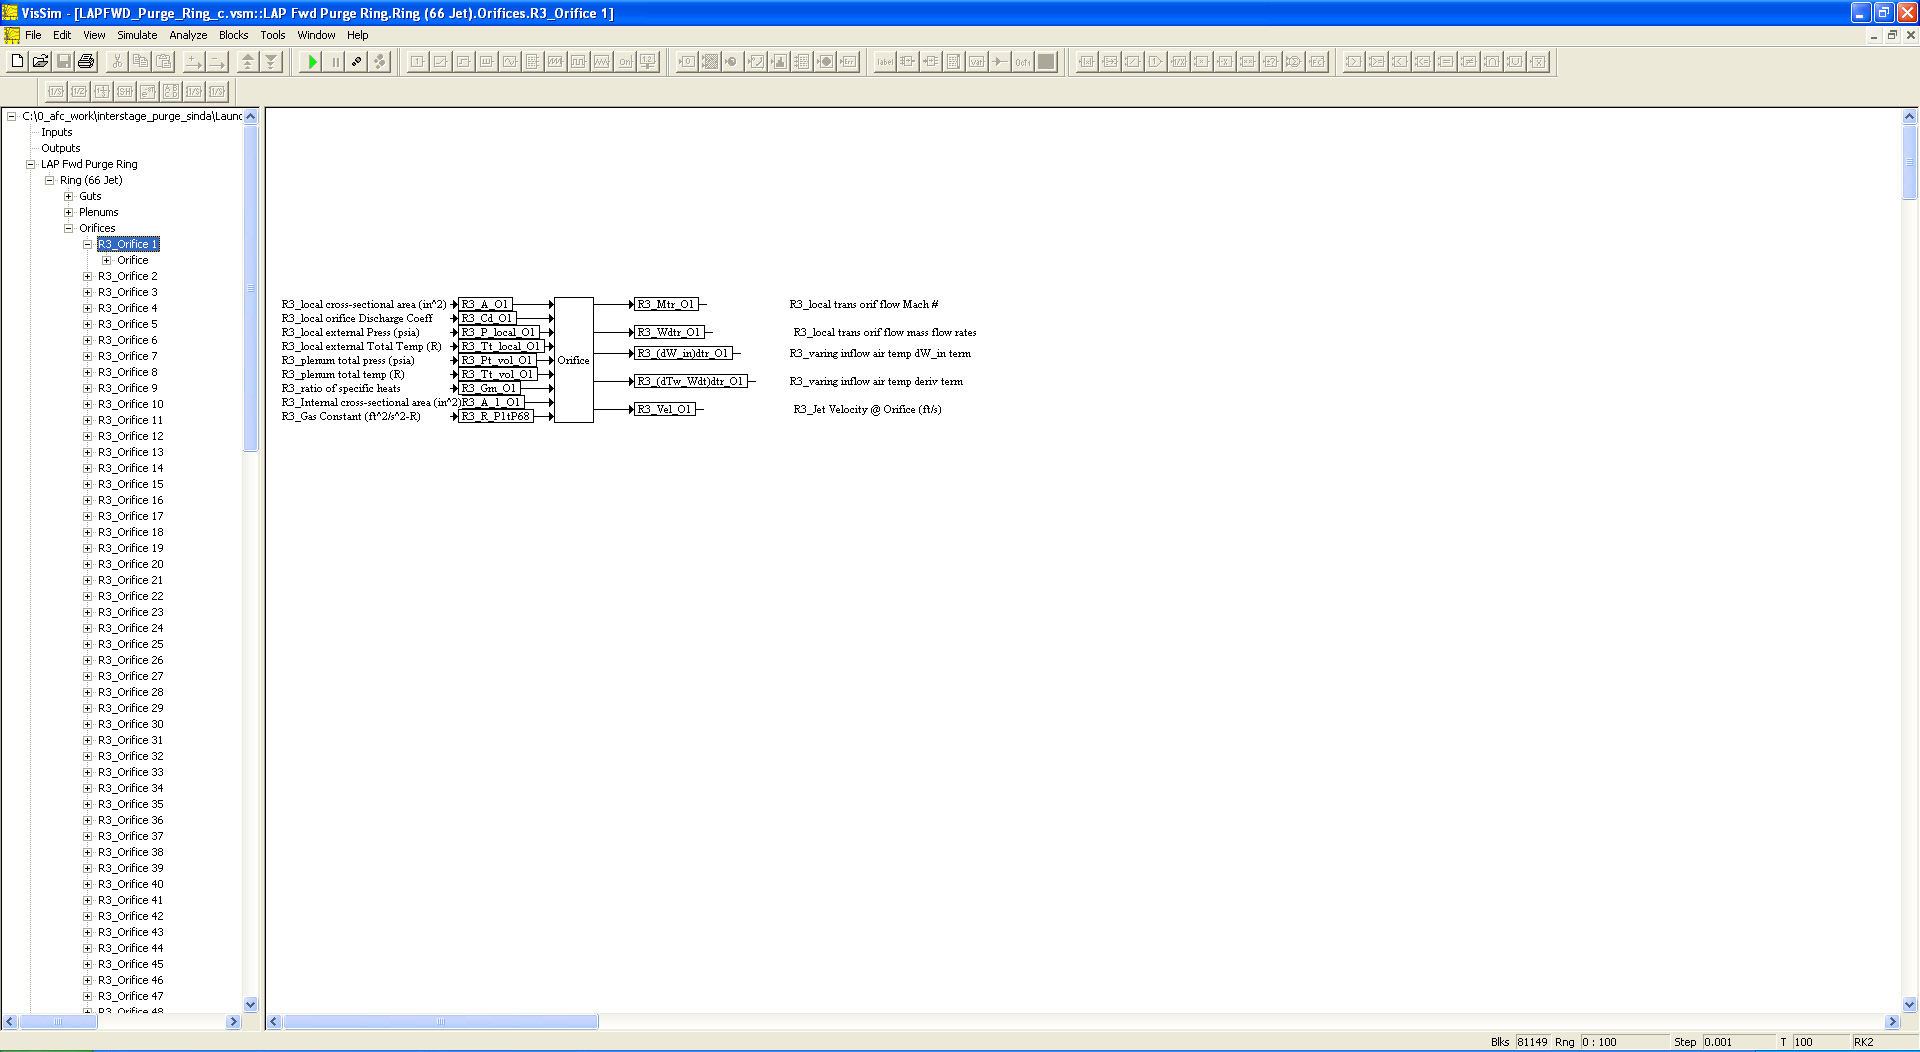 VisSim - [LAPFWD_Purge_Ring_c.vsm::LAP Fwd Purge Ring.Ring (66 Jet).Orifices.R3_Orifice 1]
File Edit View Simulate Analyze Blocks Tools Window Help
C:\0_afc_work\interstage_purge_sinda\Launc
Inputs
Outputs
LAP Fwd Purge Ring
Ring (66 Jet)
Guts
Plenums
Orifices
R3_Orifice 1
Orifice
R3_Orifice 2
R3_Orifice 3
R3_Orifice 4
R3_Orifice 5
R3_Orifice 6
R3_Orifice 7
R3_Orifice 8
R3_Orifice 9
R3_Orifice 10
R3_Orifice 11
R3_Orifice 12
R3_Orifice 13
R3_Orifice 14
R3_Orifice 15
R3_Orifice 16
R3_Orifice 17
R3_Orifice 18
R3_Orifice 19
R3_Orifice 20
R3_Orifice 21
R3_Orifice 22
R3_Orifice 23
R3_Orifice 24
R3_Orifice 25
R3_Orifice 26
R3_Orifice 27
R3_Orifice 28
R3_Orifice 29
R3_Orifice 30
R3_Orifice 31
R3_Orifice 32
R3_Orifice 33
R3_Orifice 34
R3_Orifice 35
R3_Orifice 36
R3_Orifice 37
R3_Orifice 38
R3_Orifice 39
R3_Orifice 40
R3_Orifice 41
R3_Orifice 42
R3_Orifice 43
R3_Orifice 44
R3_Orifice 45
R3_Orifice 46
R3_Orifice 47
R3_Orifice 48
R3_local cross-sectional area (in^2) R3_A_O1
R3_local orifice Discharge Coeff R3_Cd_O1
R3_local external Press (psia) R3_P_local_O1
R3_local external Total Temp (R) R3_Tt_local_O1
R3_plenum total press (psia) R3_Pt_vol_O1
R3_plenum total temp (R) R3_Tt_vol_O1
R3_ratio of specific heats R3_Gm_O1
R3_Internal cross-sectional area (in^2) R3_A_1_O1
R3_Gas Constant (ft^2/s^2-R) R3_R_P1tP68
Orifice
R3_Mtr_O1 R3_local trans orif flow Mach #
R3_Wdtr_O1 R3_local trans orif flow mass flow rates
R3_(dW_in)dtr_O1 R3_varing inflow air temp dW_in term
R3_(dTw_Wdt)dtr_O1 R3_varing inflow air temp deriv term
R3_Vel_O1 R3_Jet Velocity @ Orifice (ft/s)
Blks 81149 Rng 0 : 100 Step 0.001 T 100 RK2